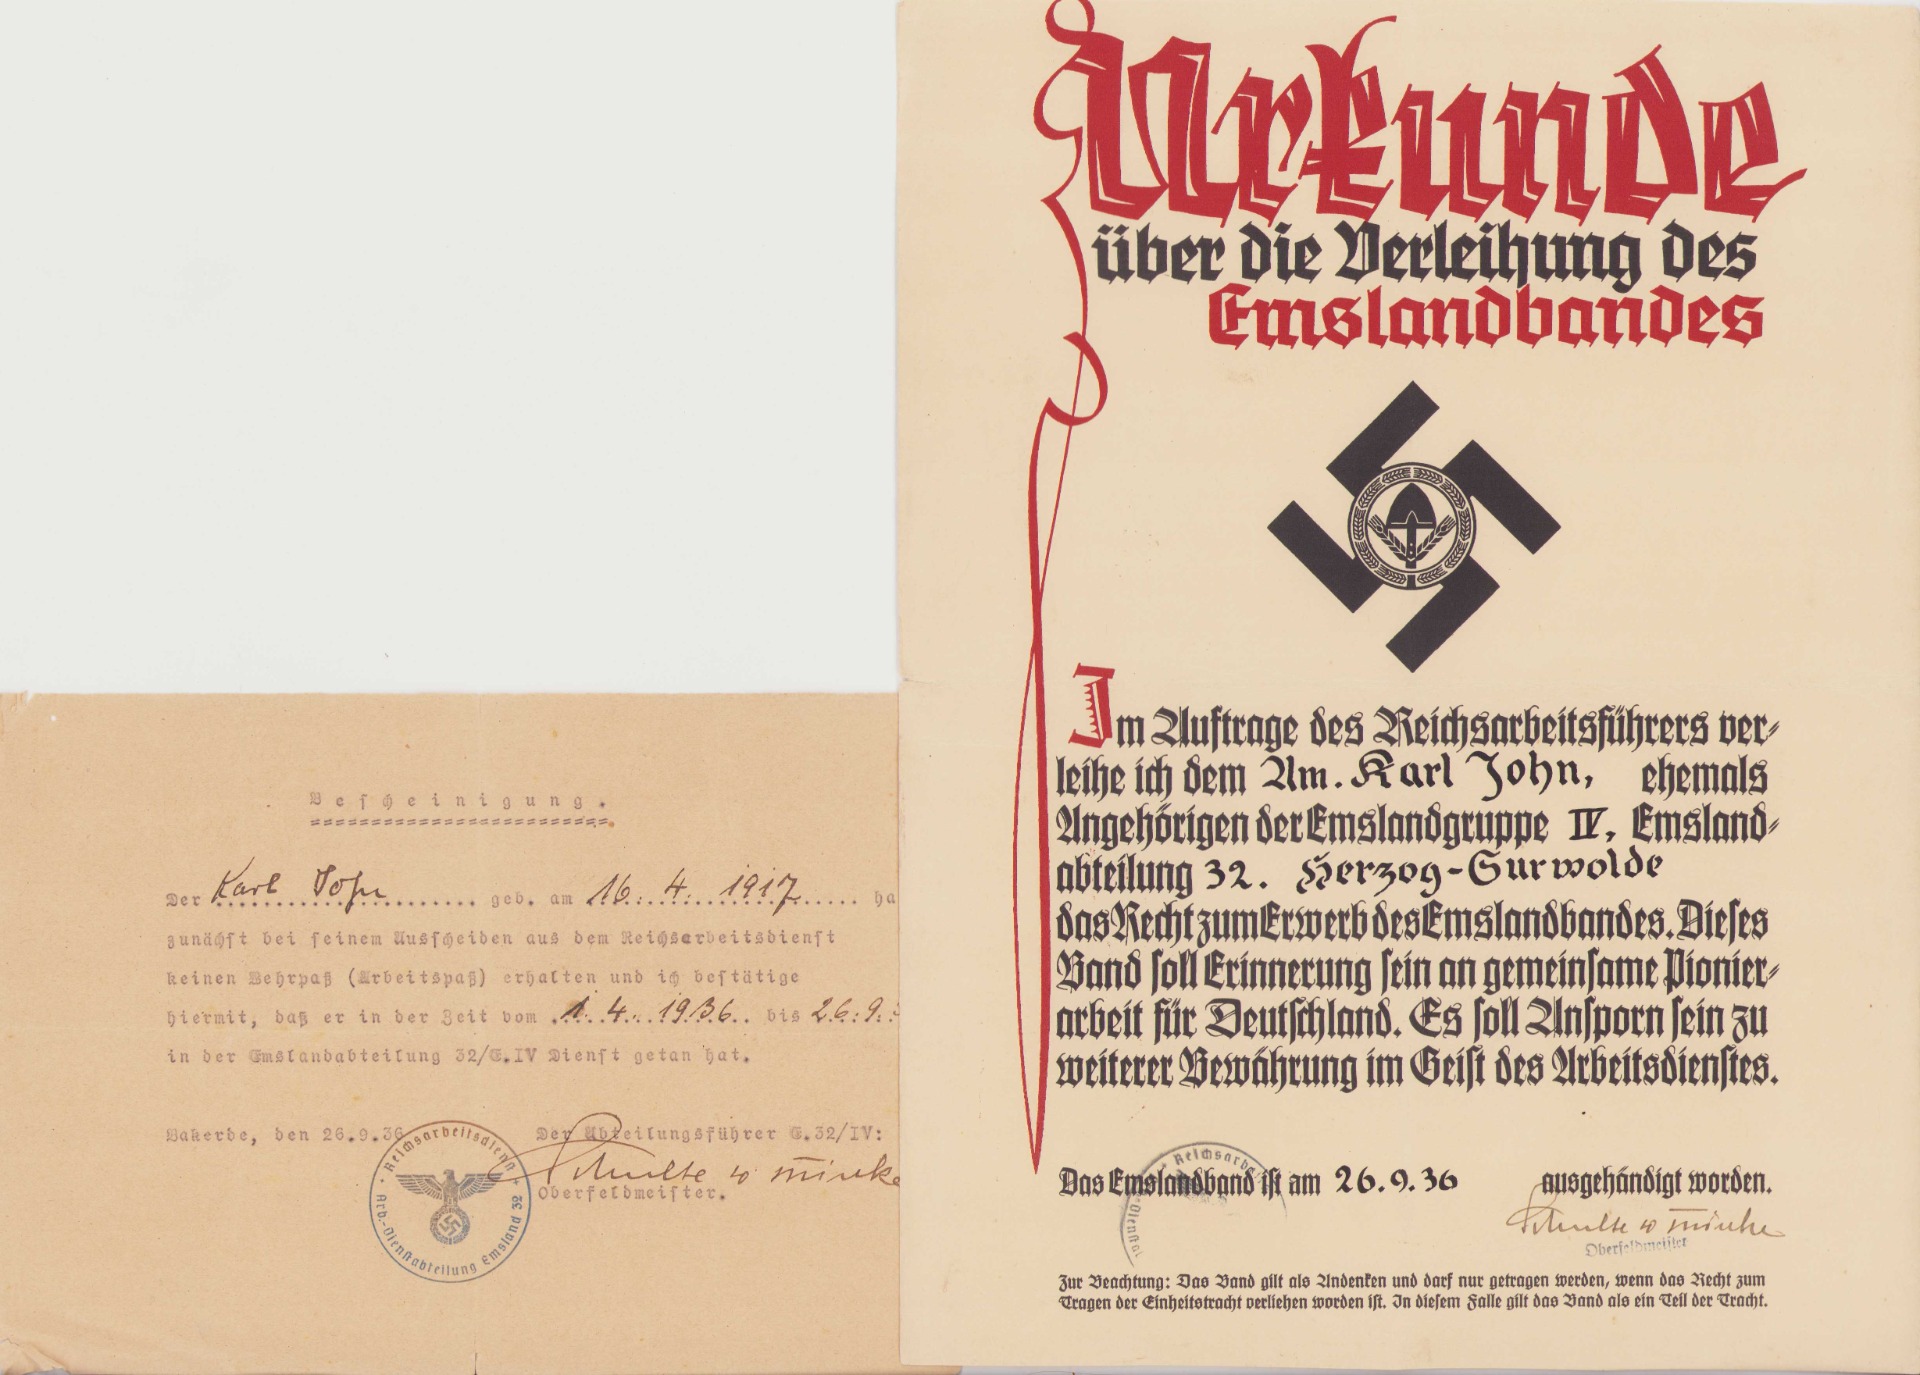 Bescheinigung.
Der Karl John geb. am 16. 4. 1917 ha
zunächst bei seinem Ausscheiden aus dem Reichsarbeitsdienst
keinen Wehrpaß (Arbeitspaß) erhalten und ich bestätige
hiermit, daß er in der Zeit vom 1. 4. 1936. bis 26.9.
in der Emslandabteilung 32/E.IV Dienst getan hat.
den 26.9.36
Der Abteilungsführer E.32/IV:
Schulte
Oberfeldmeister.
Reichsarbeitsdienst
Arb.-Dienstabteilung Emsland 32
Urkunde
über die Verleihung des
Emslandbandes
Im Auftrage des Reichsarbeitsführers ver-
leihe ich dem Am. Karl John, ehemals
Angehörigen der Emslandgruppe IV, Emsland-
abteilung 32. Herzog-Surwolde
das Recht zum Erwerb des Emslandbandes. Dieses
Band soll Erinnerung sein an gemeinsame Pionier-
arbeit für Deutschland. Es soll Ansporn sein zu
weiterer Bewährung im Geist des Arbeitsdienstes.
Reichsarbe
Das Emslandband ist am 26.9.36 ausgehändigt worden.
Schulte
Oberfeldmeister
Zur Beachtung: Das Band gilt als Andenken und darf nur getragen werden, wenn das Recht zum
Tragen der Einheitstracht verliehen worden ist. In diesem Falle gilt das Band als ein Teil der Tracht.